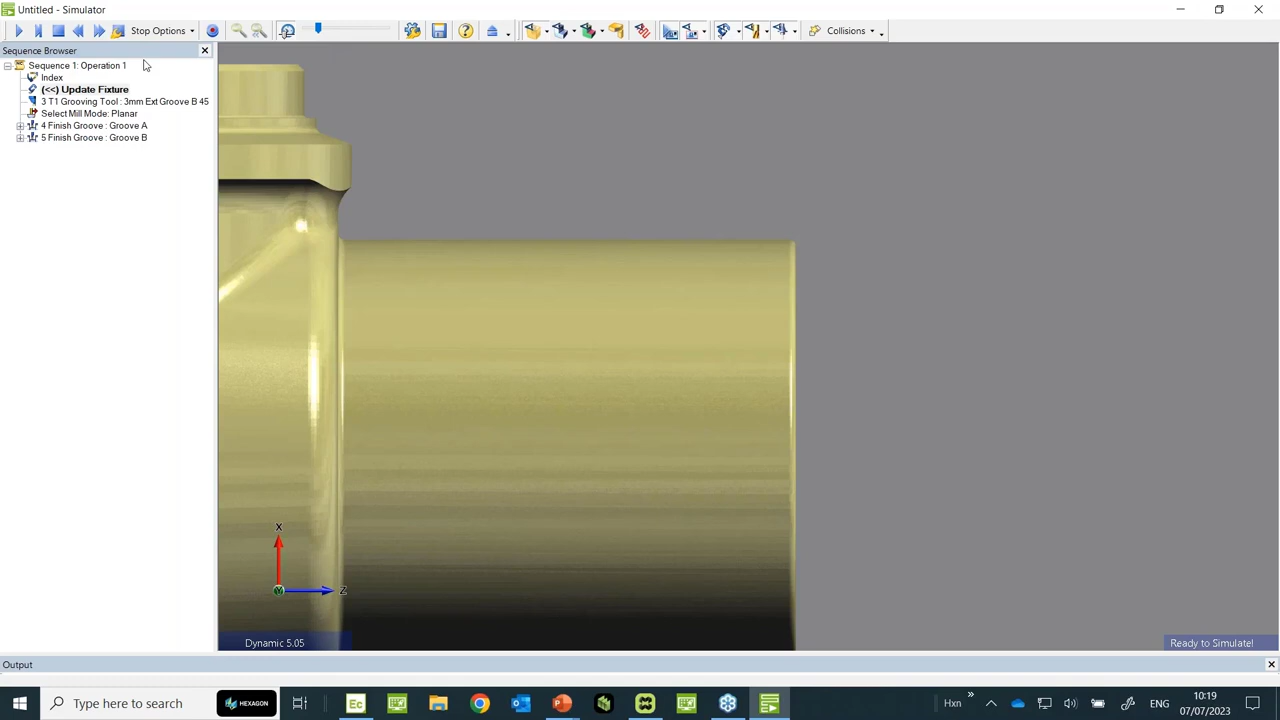 Untitled - Simulator
Stop Options
Collisions
Sequence Browser
Sequence 1: Operation 1
Index
(<<) Update Fixture
3 T1 Grooving Tool : 3mm Ext Groove B 45
Select Mill Mode: Planar
4 Finish Groove : Groove A
5 Finish Groove : Groove B
X
Y
Z
Dynamic 5.05
Ready to Simulate!
Output
Type here to search
HEXAGON
Ec
Hxn
ENG
10:19
07/07/2023